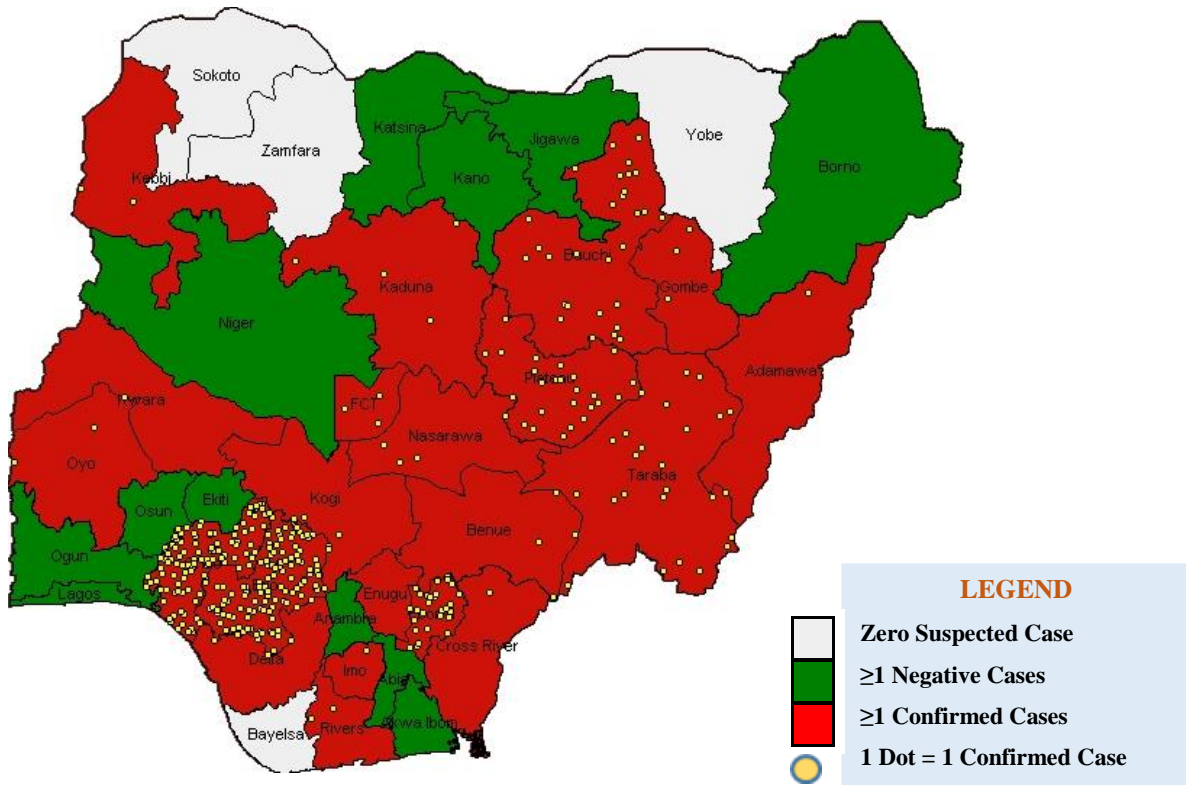 Sokoto
Katsina
Jigawa
Yobe
Zamfara
Kano
Borno
Kebbi
Bauchi
Kaduna
Gombe
Niger
Plateau
Adamawa
Kwara
FCT
Nasarawa
Oyo
Taraba
Kogi
Ekiti
Osun
Benue
Ogun
Lagos
Enugu
Anambra
Cross River
Delta
Imo
Abia
Bayelsa
Rivers
Akwa Ibom
LEGEND
Zero Suspected Case
≥1 Negative Cases
≥1 Confirmed Cases
1 Dot = 1 Confirmed Case